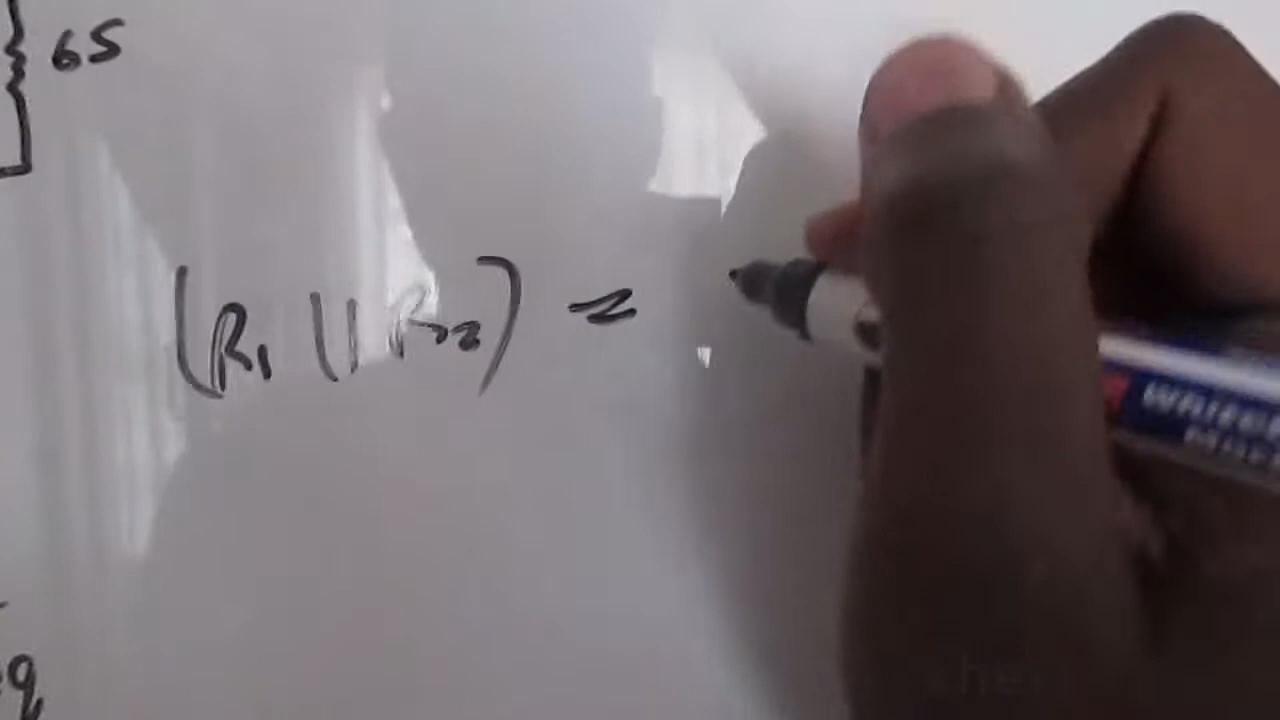 65
(R1 || R2) =
q